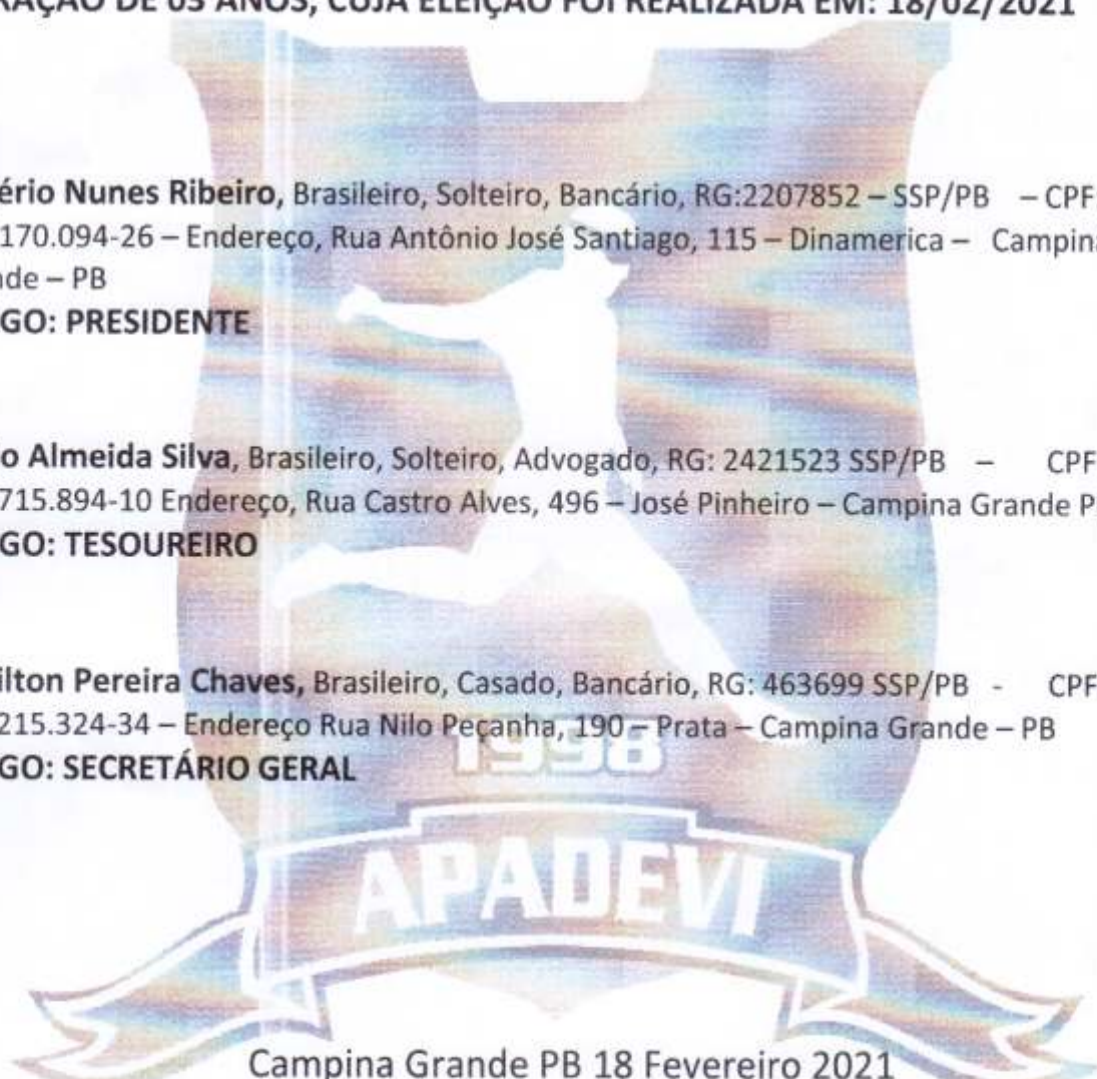 RAÇÃO DE 03 ANOS, CUJA ELEIÇÃO FOI REALIZADA EM: 18/02/2021
ério Nunes Ribeiro, Brasileiro, Solteiro, Bancário, RG:2207852 – SSP/PB – CPF
170.094-26 – Endereço, Rua Antônio José Santiago, 115 – Dinamerica – Campina
nde – PB
GO: PRESIDENTE
o Almeida Silva, Brasileiro, Solteiro, Advogado, RG: 2421523 SSP/PB – CPF
715.894-10 Endereço, Rua Castro Alves, 496 – José Pinheiro – Campina Grande P
GO: TESOUREIRO
ilton Pereira Chaves, Brasileiro, Casado, Bancário, RG: 463699 SSP/PB - CPF
215.324-34 – Endereço Rua Nilo Peçanha, 190 – Prata – Campina Grande – PB
GO: SECRETÁRIO GERAL
1998
APADEVI
Campina Grande PB 18 Fevereiro 2021